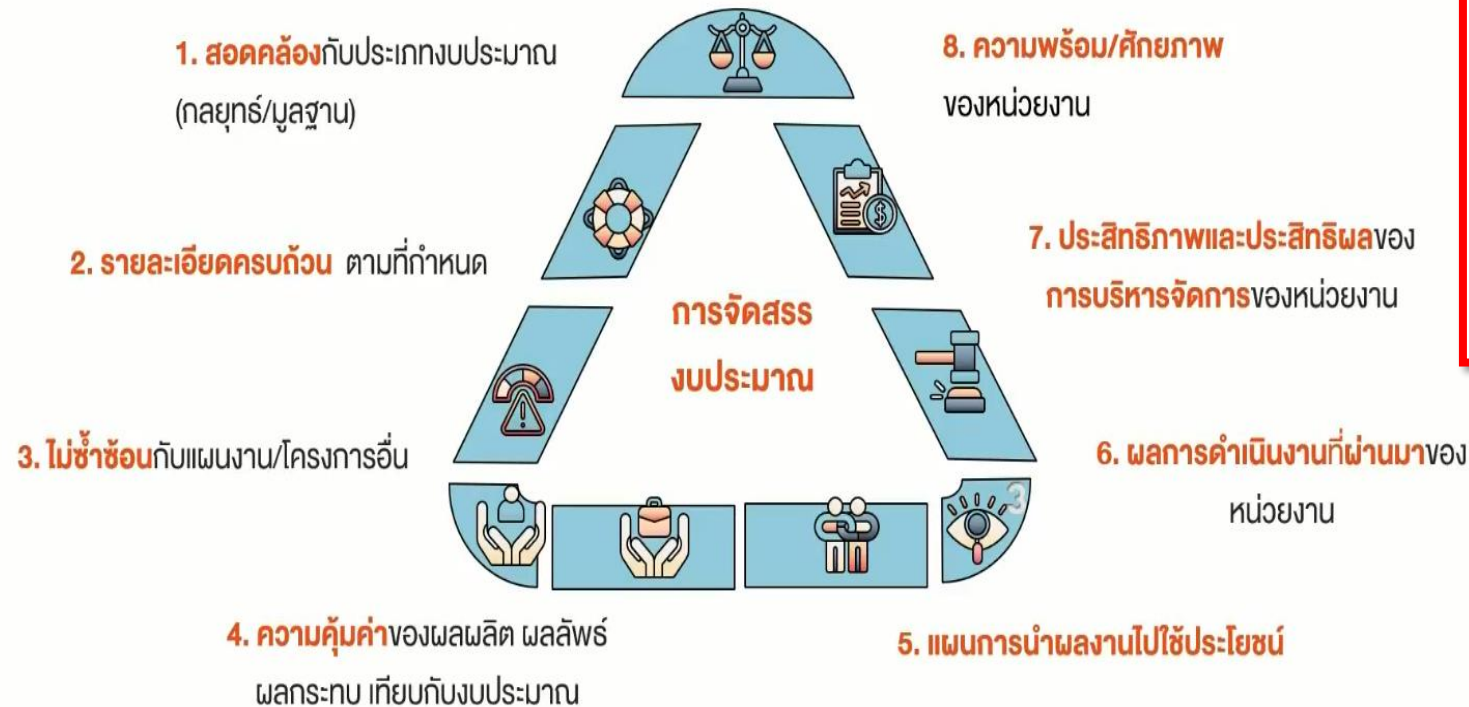 1. สอดคล้องกับประเภทงบประมาณ
(กลยุทธ์/มูลฐาน)
2. รายละเอียดครบถ้วน ตามที่กำหนด
3. ไม่ซ้ำซ้อนกับแผนงาน/โครงการอื่น
4. ความคุ้มค่าของผลผลิต ผลลัพธ์
ผลกระทบ เทียบกับงบประมาณ
การจัดสรร
งบประมาณ
3
5. แผนการนำผลงานไปใช้ประโยชน์
6. ผลการดำเนินงานที่ผ่านมาของ
หน่วยงาน
7. ประสิทธิภาพและประสิทธิผลของ
การบริหารจัดการของหน่วยงาน
8. ความพร้อม/ศักยภาพ
ของหน่วยงาน